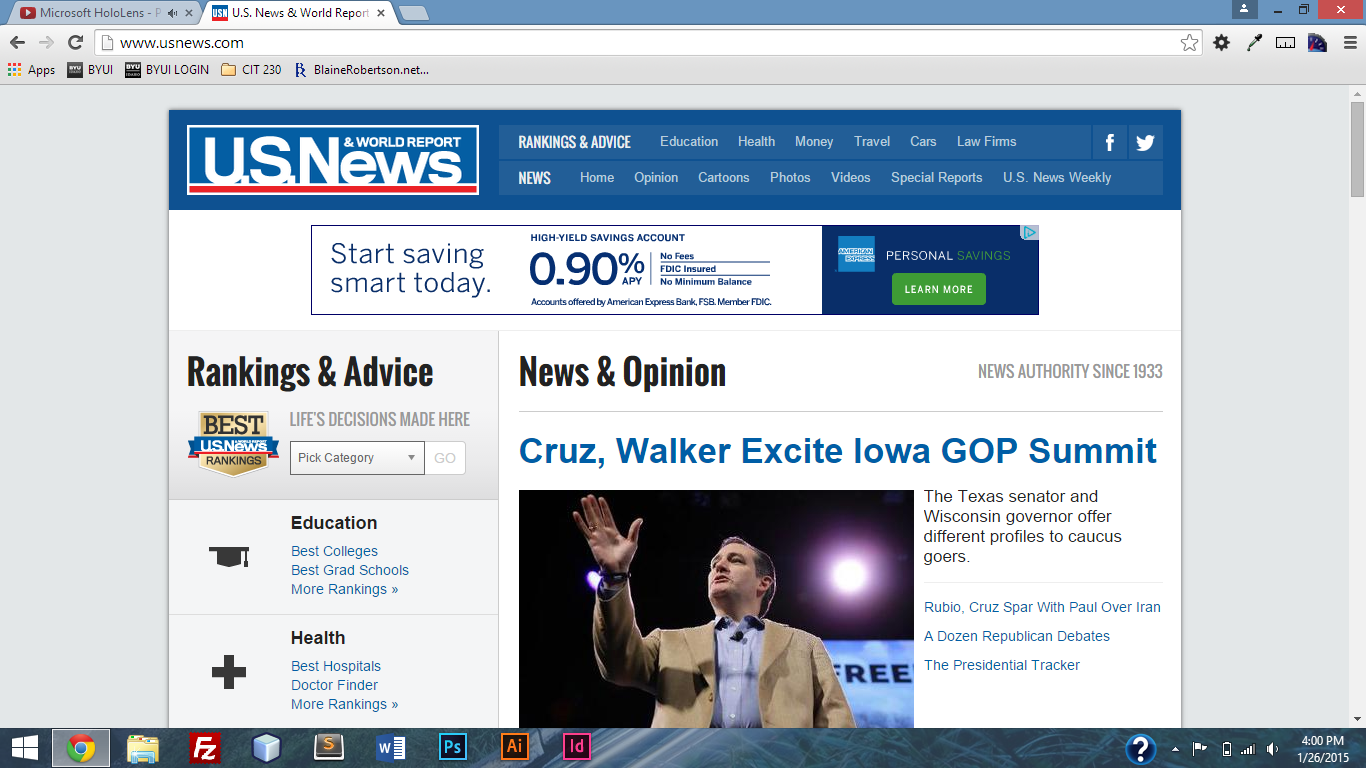 Microsoft HoloLens - P
U.S. News & World Report
www.usnews.com
Apps
BYUI
BYUI LOGIN
CIT 230
BlaineRobertson.net...
U.S.News & WORLD REPORT
RANKINGS & ADVICE Education Health Money Travel Cars Law Firms
NEWS Home Opinion Cartoons Photos Videos Special Reports U.S. News Weekly
Start saving
smart today.
HIGH-YIELD SAVINGS ACCOUNT
0.90% APY
No Fees
FDIC Insured
No Minimum Balance
Accounts offered by American Express Bank, FSB. Member FDIC.
AMERICAN EXPRESS
PERSONAL SAVINGS
LEARN MORE
Rankings & Advice
BEST
US News
RANKINGS
LIFE'S DECISIONS MADE HERE
Pick Category GO
Education
Best Colleges
Best Grad Schools
More Rankings »
Health
Best Hospitals
Doctor Finder
More Rankings »
News & Opinion
NEWS AUTHORITY SINCE 1933
Cruz, Walker Excite Iowa GOP Summit
FREE
The Texas senator and
Wisconsin governor offer
different profiles to caucus
goers.
Rubio, Cruz Spar With Paul Over Iran
A Dozen Republican Debates
The Presidential Tracker
Fz
S
W
Ps
Ai
Id
?
4:00 PM
1/26/2015